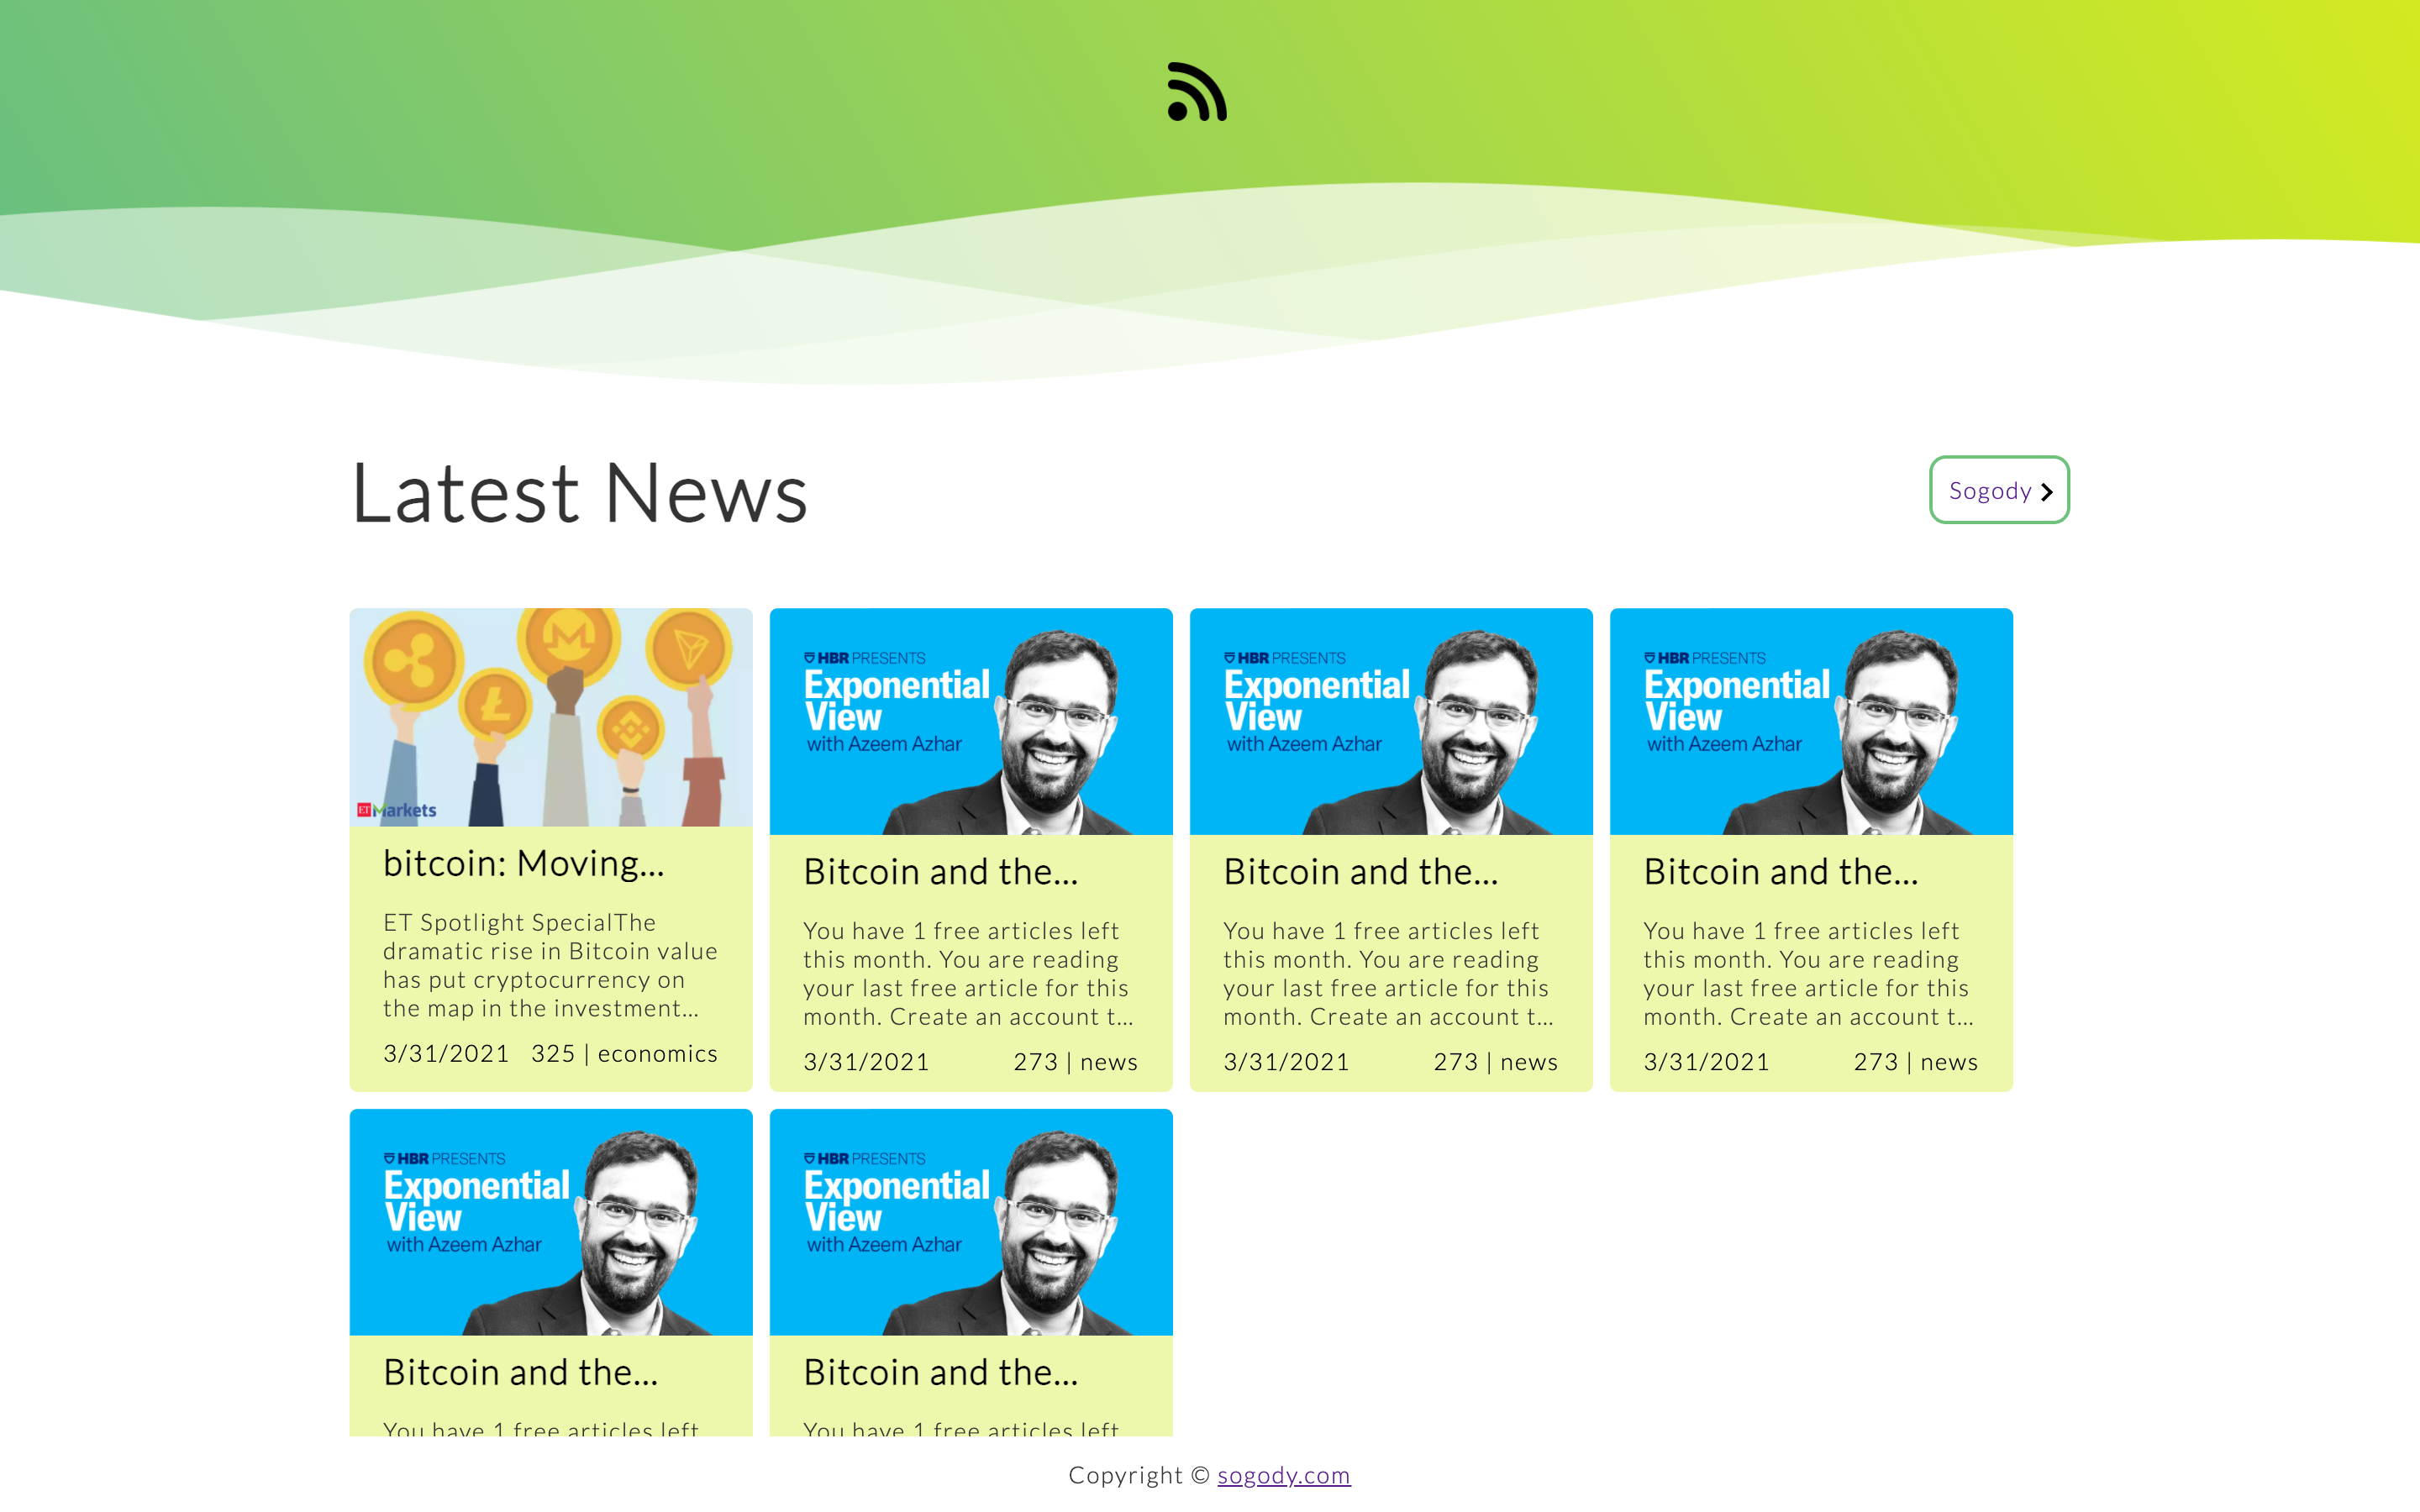 Latest News
Sogody
ET Markets
bitcoin: Moving...
ET Spotlight SpecialThe
dramatic rise in Bitcoin value
has put cryptocurrency on
the map in the investment...
3/31/2021 325 | economics
HBR PRESENTS
Exponential
View
with Azeem Azhar
Bitcoin and the...
You have 1 free articles left
this month. You are reading
your last free article for this
month. Create an account t...
3/31/2021 273 | news
HBR PRESENTS
Exponential
View
with Azeem Azhar
Bitcoin and the...
You have 1 free articles left
this month. You are reading
your last free article for this
month. Create an account t...
3/31/2021 273 | news
HBR PRESENTS
Exponential
View
with Azeem Azhar
Bitcoin and the...
You have 1 free articles left
this month. You are reading
your last free article for this
month. Create an account t...
3/31/2021 273 | news
HBR PRESENTS
Exponential
View
with Azeem Azhar
Bitcoin and the...
You have 1 free articles left
HBR PRESENTS
Exponential
View
with Azeem Azhar
Bitcoin and the...
You have 1 free articles left
Copyright © sogody.com